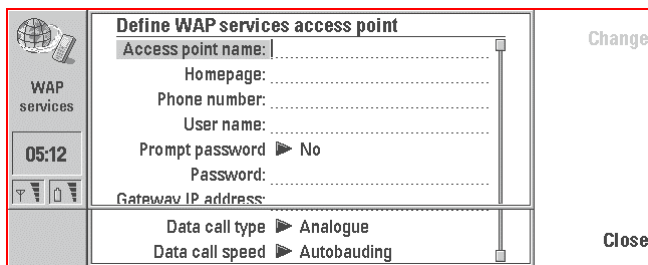 Define WAP services access point
Access point name:
Change
Homepage:
WAP
services
Phone number:
User name:
05:12
Prompt password ▶ No
Password:
Gateway IP address:
Data call type ▶ Analogue
Data call speed ▶ Autobauding
Close